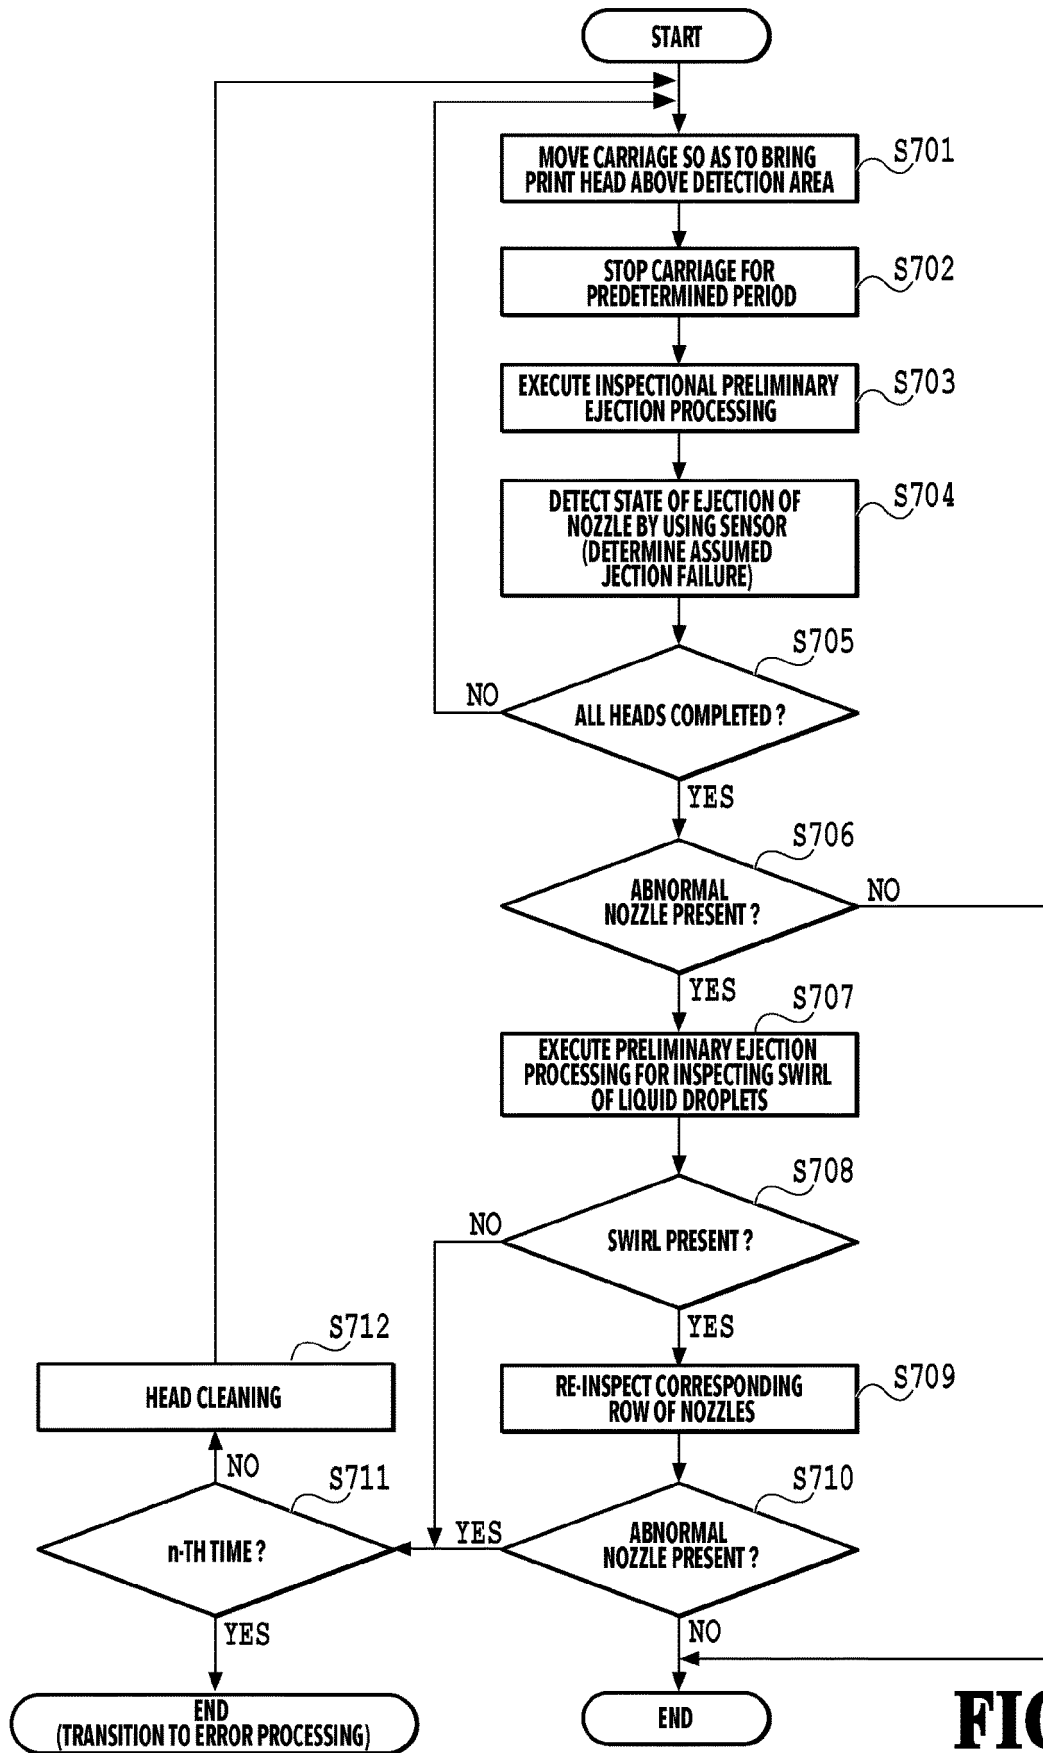 START
MOVE CARRIAGE SO AS TO BRING
PRINT HEAD ABOVE DETECTION AREA
S701
STOP CARRIAGE FOR
PREDETERMINED PERIOD
S702
EXECUTE INSPECTIONAL PRELIMINARY
EJECTION PROCESSING
S703
DETECT STATE OF EJECTION OF
NOZZLE BY USING SENSOR
(DETERMINE ASSUMED
JECTION FAILURE)
S704
S705
NO
ALL HEADS COMPLETED ?
YES
S706
ABNORMAL
NOZZLE PRESENT ?
NO
YES
S707
EXECUTE PRELIMINARY EJECTION
PROCESSING FOR INSPECTING SWIRL
OF LIQUID DROPLETS
S708
NO
SWIRL PRESENT ?
YES
S712
HEAD CLEANING
RE-INSPECT CORRESPONDING
ROW OF NOZZLES
S709
NO
S711
n-TH TIME ?
YES
S710
YES
ABNORMAL
NOZZLE PRESENT ?
NO
END
(TRANSITION TO ERROR PROCESSING)
END
FIG